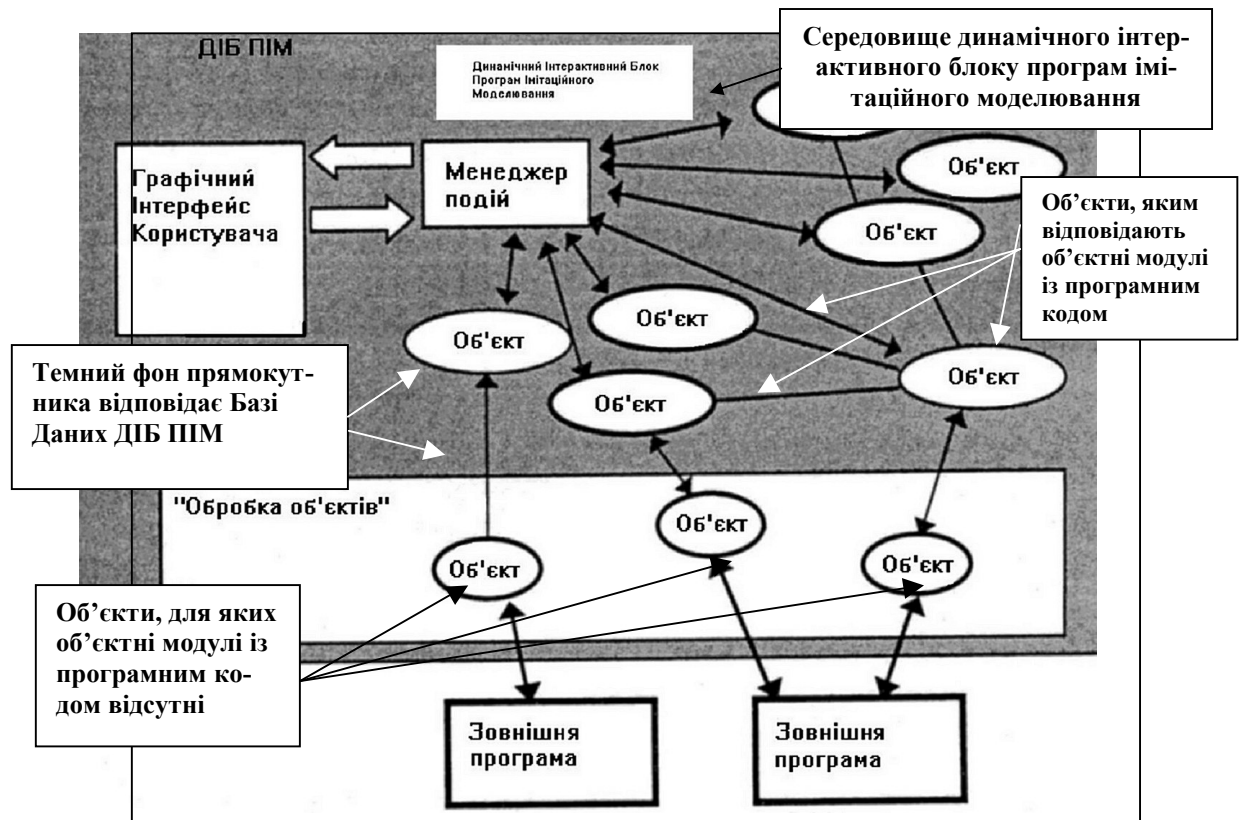 ДІБ ПІМ
Динамічний Інтерактивний Блок
Програм Імітаційного
Моделювання
Середовище динамічного інтер-
активного блоку програм імі-
таційного моделювання
Графічний
Інтерфейс
Користувача
Менеджер
подій
Об'єкт
Об'єкт
Об’єкти, яким
відповідають
об’єктні модулі
із програмним
кодом
Об'єкт
Об'єкт
Об'єкт
Об'єкт
Темний фон прямокут-
ника відповідає Базі
Даних ДІБ ПІМ
"Обробка об'єктів"
Об'єкт
Об'єкт
Об'єкт
Об’єкти, для яких
об’єктні модулі із
програмним ко-
дом відсутні
Зовнішня
програма
Зовнішня
програма